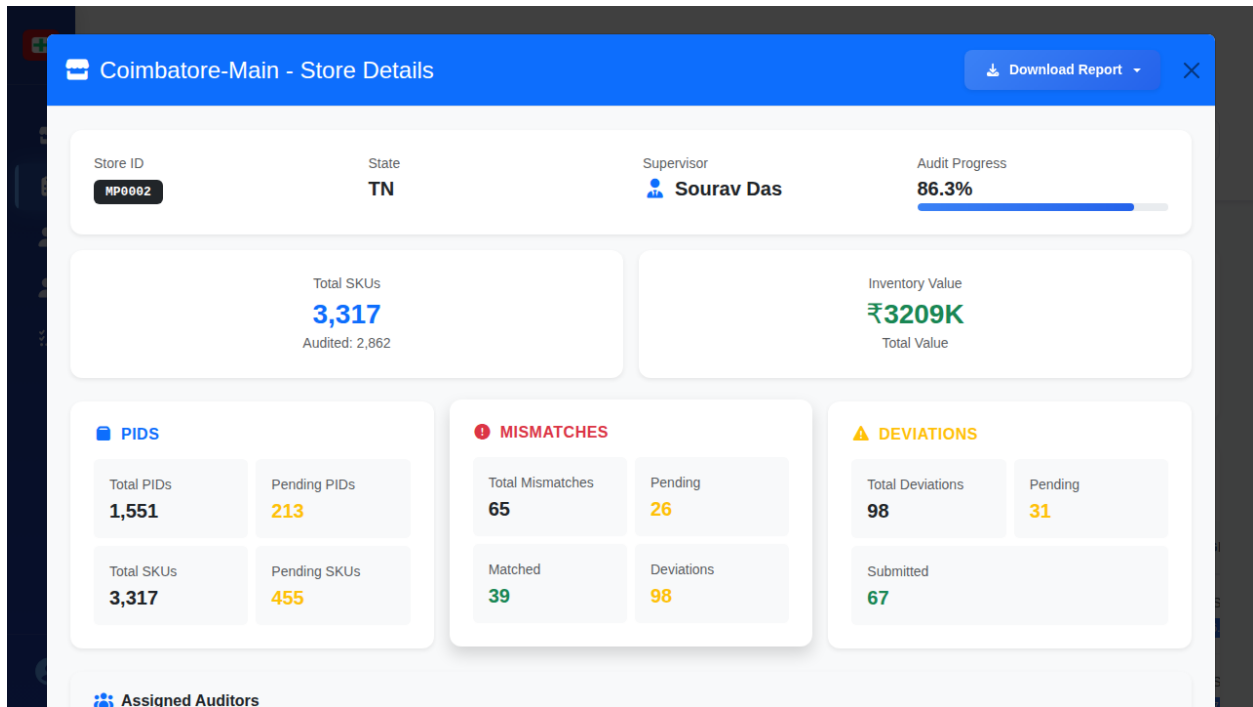 Coimbatore-Main - Store Details
Download Report
Store ID
MP0002
State
TN
Supervisor
Sourav Das
Audit Progress
86.3%
Total SKUs
3,317
Audited: 2,862
Inventory Value
₹3209K
Total Value
PIDS
Total PIDs
1,551
Pending PIDs
213
Total SKUs
3,317
Pending SKUs
455
MISMATCHES
Total Mismatches
65
Pending
26
Matched
39
Deviations
98
DEVIATIONS
Total Deviations
98
Pending
31
Submitted
67
Assigned Auditors